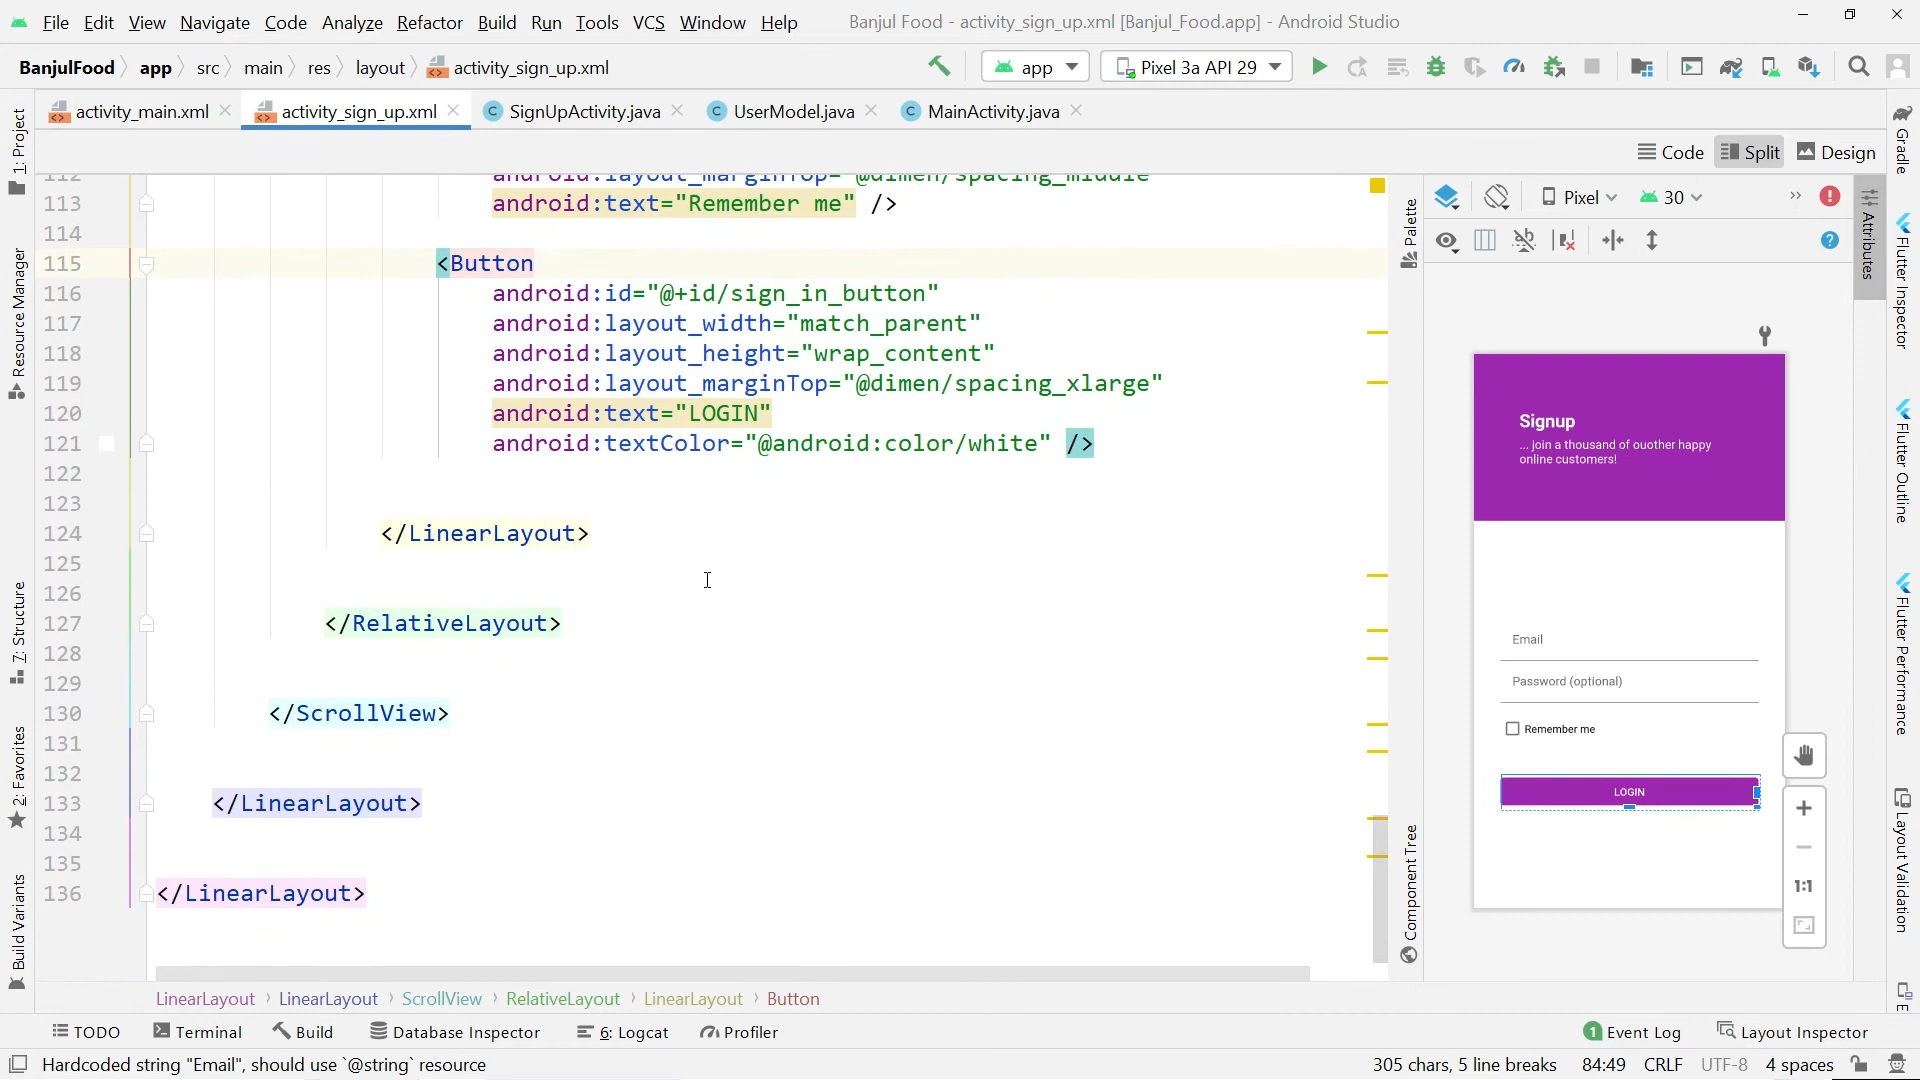 File Edit View Navigate Code Analyze Refactor Build Run Tools VCS Window Help Banjul Food - activity_sign_up.xml [Banjul_Food.app] - Android Studio
BanjulFood app src main res layout activity_sign_up.xml app Pixel 3a API 29
activity_main.xml activity_sign_up.xml SignUpActivity.java UserModel.java MainActivity.java
Code Split Design
112 android:layout_marginTop="@dimen/spacing_middle"
113 android:text="Remember me" />
114
115 <Button
116 android:id="@+id/sign_in_button"
117 android:layout_width="match_parent"
118 android:layout_height="wrap_content"
119 android:layout_marginTop="@dimen/spacing_xlarge"
120 android:text="LOGIN"
121 android:textColor="@android:color/white" />
122
123
124 </LinearLayout>
125
126
127 </RelativeLayout>
128
129
130 </ScrollView>
131
132
133 </LinearLayout>
134
135
136 </LinearLayout>
LinearLayout LinearLayout ScrollView RelativeLayout LinearLayout Button
1: Project
Resource Manager
7: Structure
2: Favorites
Build Variants
Palette
Component Tree
Pixel 30
Signup
... join a thousand of ouother happy
online customers!
Email
Password (optional)
Remember me
LOGIN
1:1
Attributes
Gradle
Flutter Inspector
Flutter Outline
Flutter Performance
Layout Validation
TODO Terminal Build Database Inspector 6: Logcat Profiler 1 Event Log Layout Inspector
Hardcoded string "Email", should use `@string` resource 305 chars, 5 line breaks 84:49 CRLF UTF-8 4 spaces